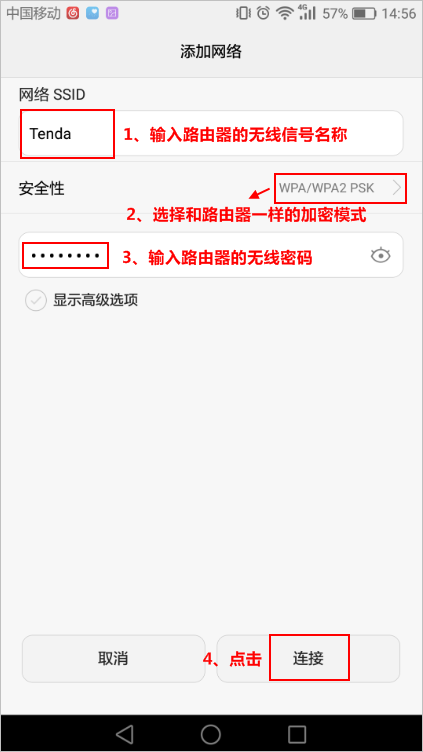 中国移动 4G 57% 14:56
添加网络
网络 SSID
Tenda 1、输入路由器的无线信号名称
安全性 WPA/WPA2 PSK
2、选择和路由器一样的加密模式
•••••••• 3、输入路由器的无线密码
显示高级选项
取消 4、点击 连接